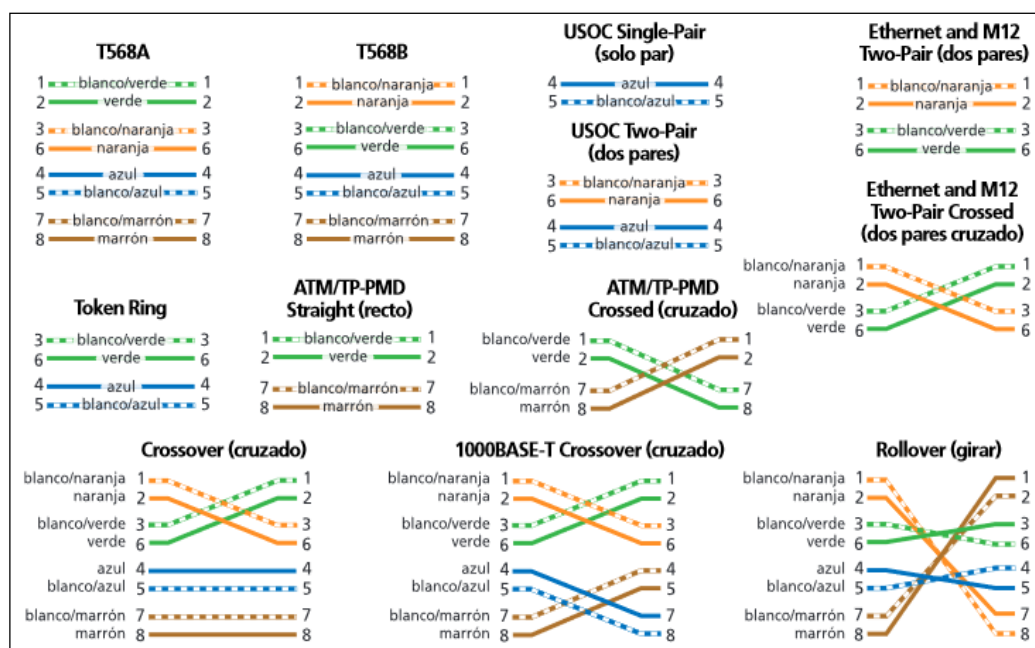 T568A
1 blanco/verde 1
2 verde 2
3 blanco/naranja 3
6 naranja 6
4 azul 4
5 blanco/azul 5
7 blanco/marrón 7
8 marrón 8
T568B
1 blanco/naranja 1
2 naranja 2
3 blanco/verde 3
6 verde 6
4 azul 4
5 blanco/azul 5
7 blanco/marrón 7
8 marrón 8
USOC Single-Pair
(solo par)
4 azul 4
5 blanco/azul 5
USOC Two-Pair
(dos pares)
3 blanco/naranja 3
6 naranja 6
4 azul 4
5 blanco/azul 5
Ethernet and M12
Two-Pair (dos pares)
1 blanco/naranja 1
2 naranja 2
3 blanco/verde 3
6 verde 6
Ethernet and M12
Two-Pair Crossed
(dos pares cruzado)
blanco/naranja 1 1
naranja 2 2
blanco/verde 3 3
verde 6 6
Token Ring
3 blanco/verde 3
6 verde 6
4 azul 4
5 blanco/azul 5
ATM/TP-PMD
Straight (recto)
1 blanco/verde 1
2 verde 2
7 blanco/marrón 7
8 marrón 8
ATM/TP-PMD
Crossed (cruzado)
blanco/verde 1 1
verde 2 2
blanco/marrón 7 7
marrón 8 8
Crossover (cruzado)
blanco/naranja 1 1
naranja 2 2
blanco/verde 3 3
verde 6 6
azul 4 4
blanco/azul 5 5
blanco/marrón 7 7
marrón 8 8
1000BASE-T Crossover (cruzado)
blanco/naranja 1 1
naranja 2 2
blanco/verde 3 3
verde 6 6
azul 4 4
blanco/azul 5 5
blanco/marrón 7 7
marrón 8 8
Rollover (girar)
blanco/naranja 1 1
naranja 2 2
blanco/verde 3 3
verde 6 6
azul 4 4
blanco/azul 5 5
blanco/marrón 7 7
marrón 8 8